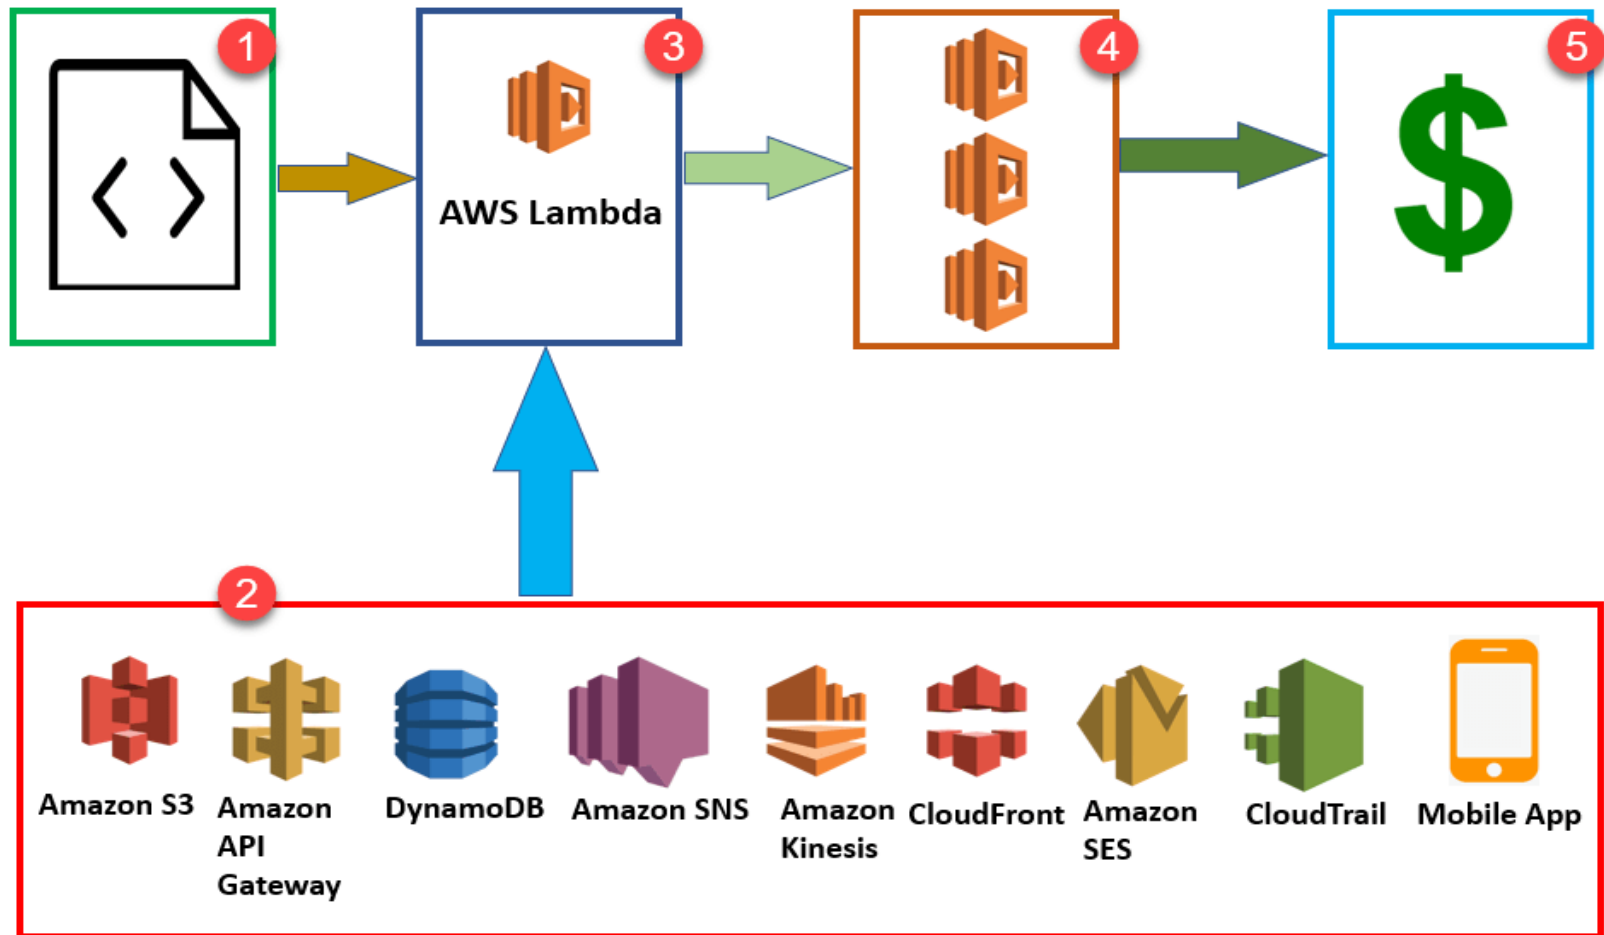 1
3
4
5
AWS Lambda
$
2
Amazon S3
Amazon
API
Gateway
DynamoDB
Amazon SNS
Amazon
Kinesis
CloudFront
Amazon
SES
CloudTrail
Mobile App